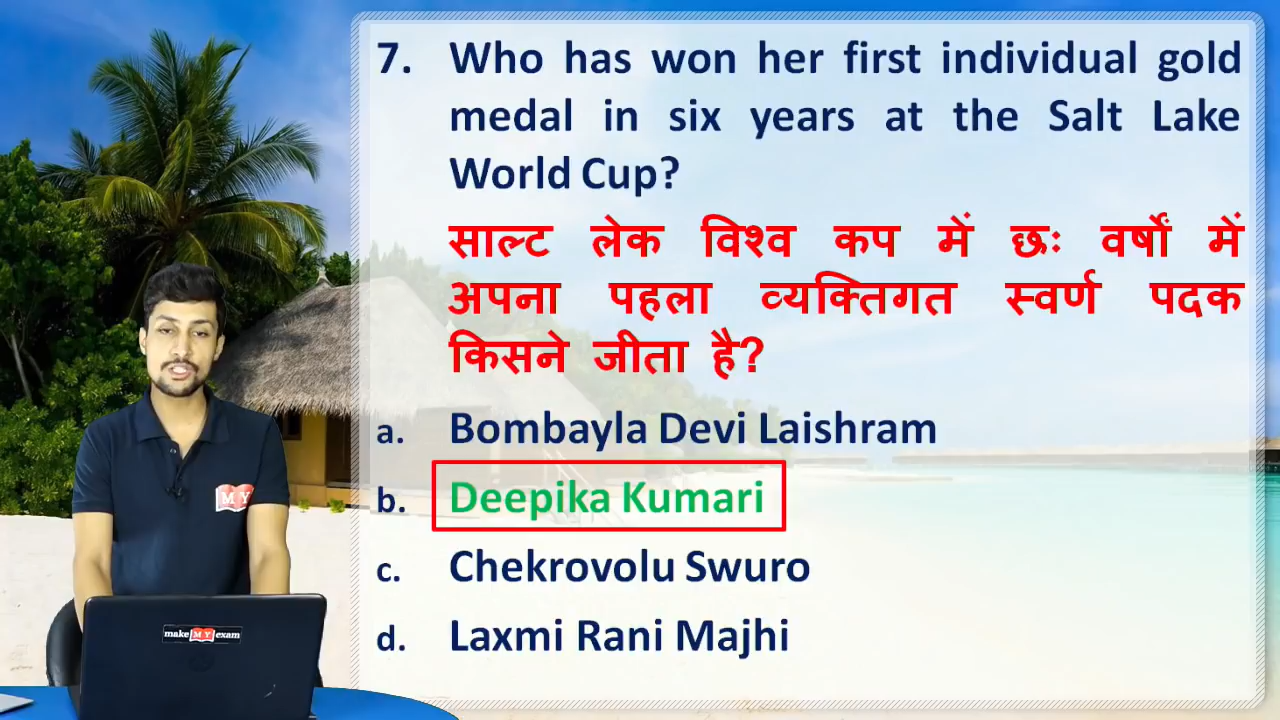 7. Who has won her first individual gold
medal in six years at the Salt Lake
World Cup?
साल्ट लेक विश्व कप में छः वर्षों में
अपना पहला व्यक्तिगत स्वर्ण पदक
किसने जीता है?
a. Bombayla Devi Laishram
b. Deepika Kumari
c. Chekrovolu Swuro
d. Laxmi Rani Majhi
MY
make MY exam